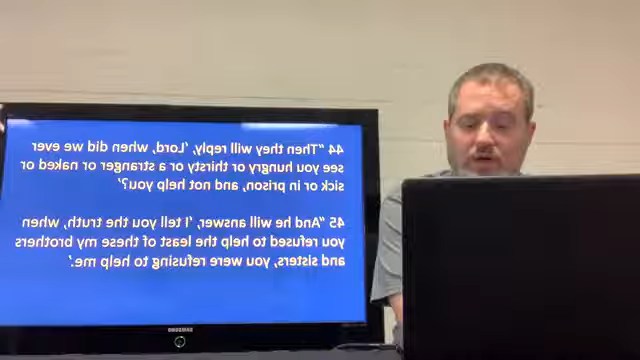 44 "Then they will reply, 'Lord, when did we ever
see you hungry or thirsty or a stranger or naked or
sick or in prison, and not help you?'
45 "And he will answer, 'I tell you the truth, when
you refused to help the least of these my brothers
and sisters, you were refusing to help me.'
SAMSUNG